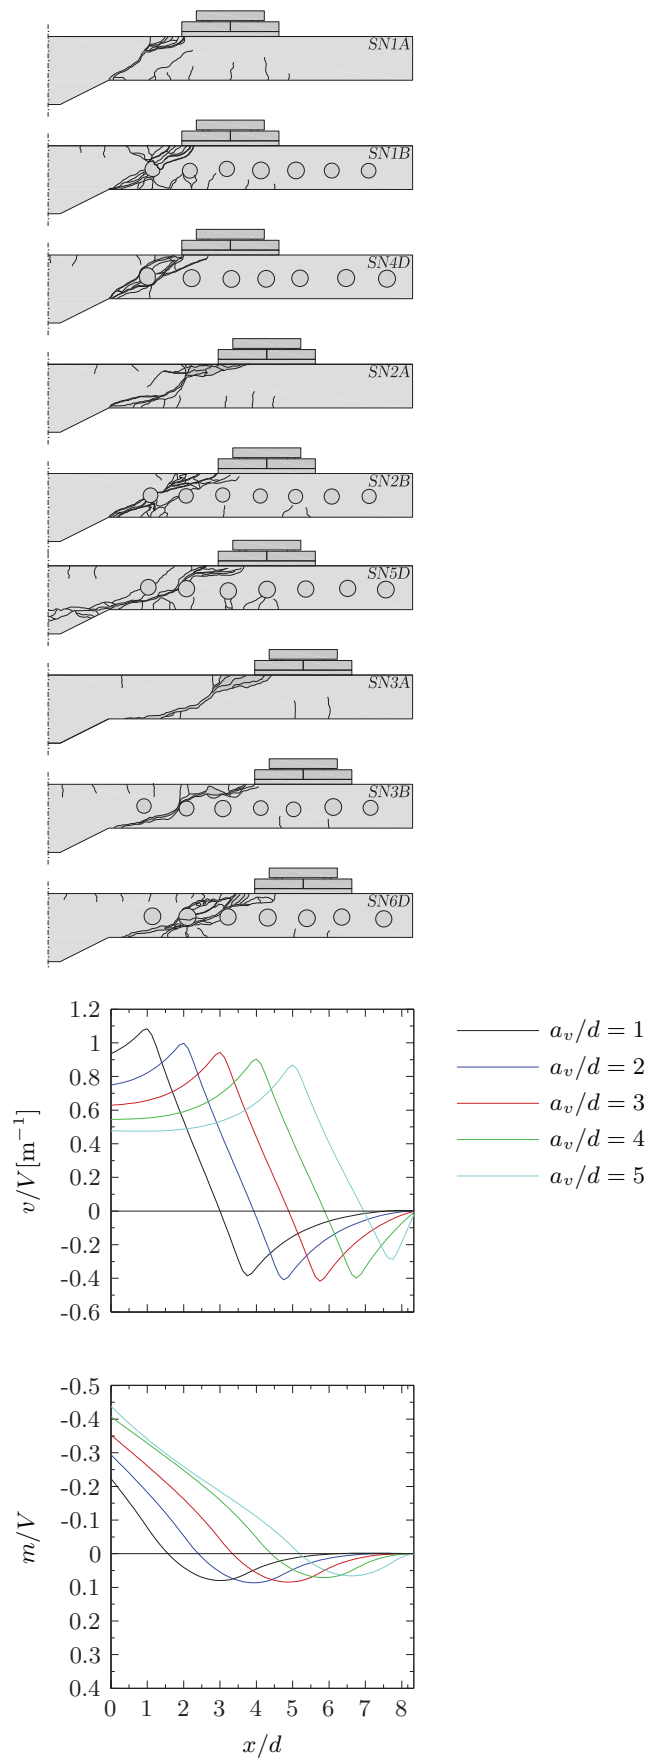 SN1A
SN1B
SN4D
SN2A
SN2B
SN5D
SN3A
SN3B
SN6D
1.2
1
0.8
0.6
0.4
0.2
0
-0.2
-0.4
-0.6
v/V[m⁻¹]
a_v/d = 1
a_v/d = 2
a_v/d = 3
a_v/d = 4
a_v/d = 5
-0.5
-0.4
-0.3
-0.2
-0.1
0
0.1
0.2
0.3
0.4
m/V
0 1 2 3 4 5 6 7 8
x/d